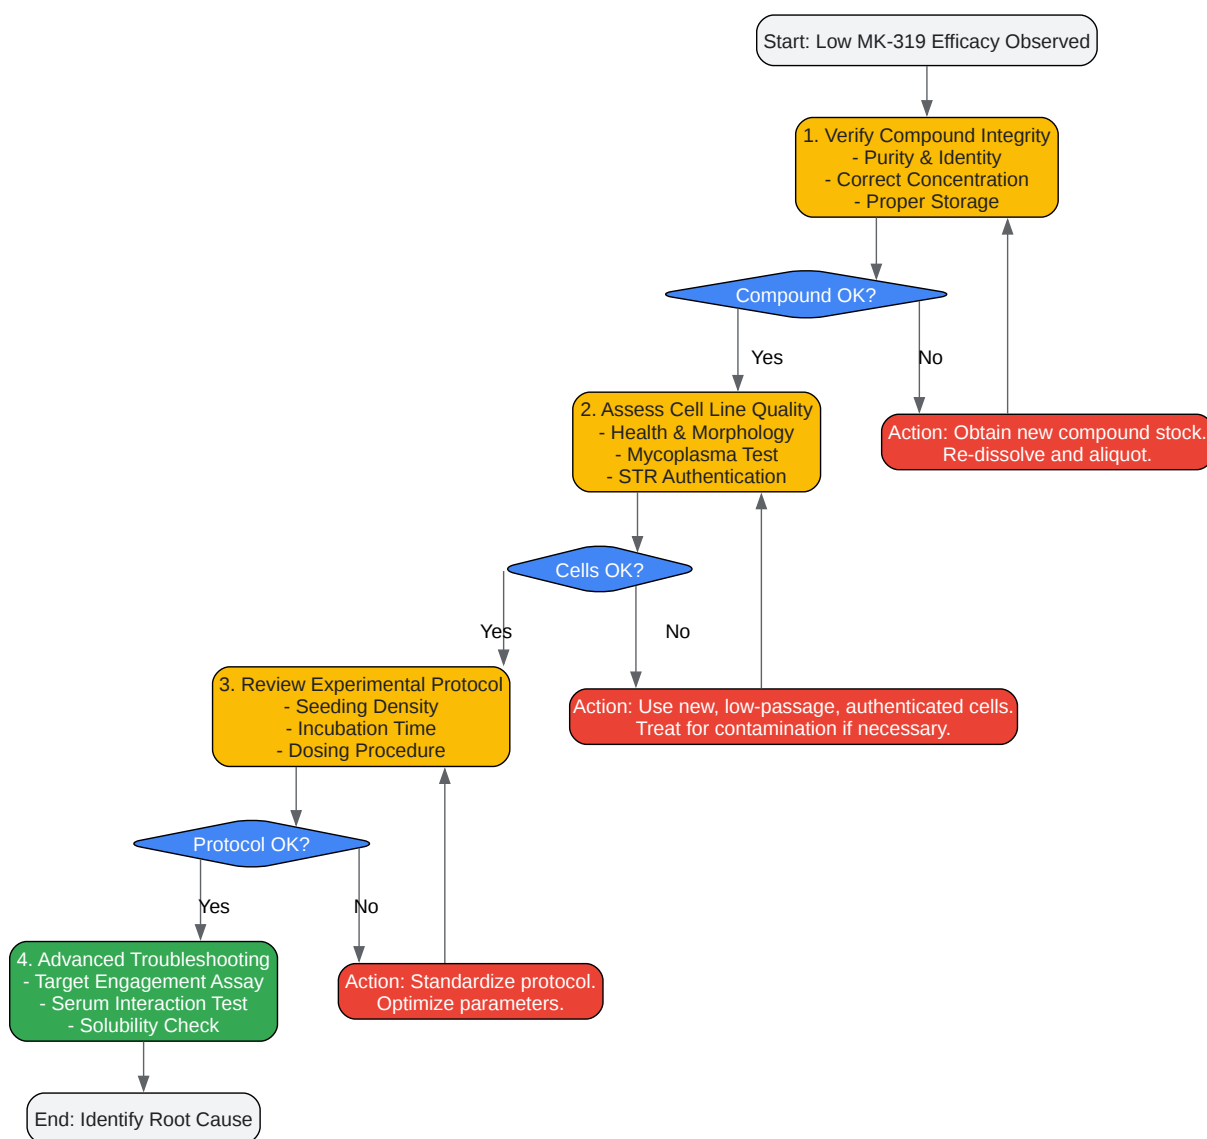 Start: Low MK-319 Efficacy Observed
1. Verify Compound Integrity
- Purity & Identity
- Correct Concentration
- Proper Storage
Compound OK?
Yes
No
2. Assess Cell Line Quality
- Health & Morphology
- Mycoplasma Test
- STR Authentication
Action: Obtain new compound stock.
Re-dissolve and aliquot.
Cells OK?
Yes
No
3. Review Experimental Protocol
- Seeding Density
- Incubation Time
- Dosing Procedure
Action: Use new, low-passage, authenticated cells.
Treat for contamination if necessary.
Protocol OK?
Yes
No
4. Advanced Troubleshooting
- Target Engagement Assay
- Serum Interaction Test
- Solubility Check
Action: Standardize protocol.
Optimize parameters.
End: Identify Root Cause